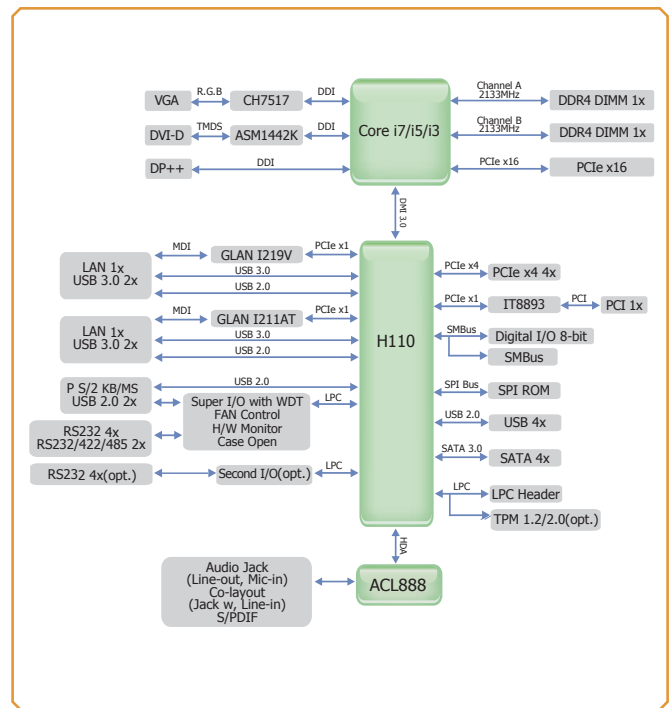 VGA
R.G.B
CH7517
DDI
Core i7/i5/i3
Channel A
2133MHz
DDR4 DIMM 1x
DVI-D
TMDS
ASM1442K
DDI
Channel B
2133MHz
DDR4 DIMM 1x
DP++
DDI
PCIe x16
PCIe x16
DMI 3.0
LAN 1x
USB 3.0 2x
MDI
GLAN I219V
PCIe x1
USB 3.0
USB 2.0
LAN 1x
USB 3.0 2x
MDI
GLAN I211AT
PCIe x1
USB 3.0
USB 2.0
H110
PCIe x4
PCIe x4 4x
PCIe x1
IT8893
PCI
PCI 1x
SMBus
Digital I/O 8-bit
SMBus
SPI Bus
SPI ROM
USB 2.0
USB 4x
SATA 3.0
SATA 4x
LPC
LPC Header
TPM 1.2/2.0(opt.)
P S/2 KB/MS
USB 2.0 2x
USB 2.0
Super I/O with WDT
FAN Control
H/W Monitor
Case Open
LPC
RS232 4x
RS232/422/485 2x
RS232 4x(opt.)
Second I/O(opt.)
LPC
HDA
ACL888
Audio Jack
(Line-out, Mic-in)
Co-layout
(Jack w, Line-in)
S/PDIF